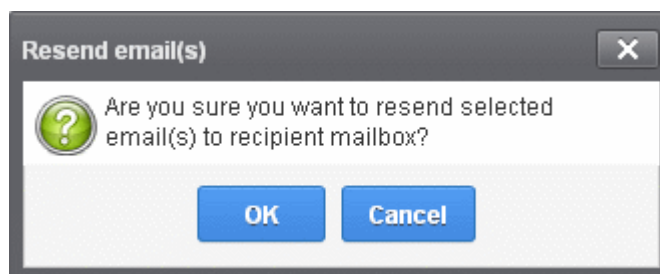 Resend email(s)
Are you sure you want to resend selected
email(s) to recipient mailbox?
OK
Cancel